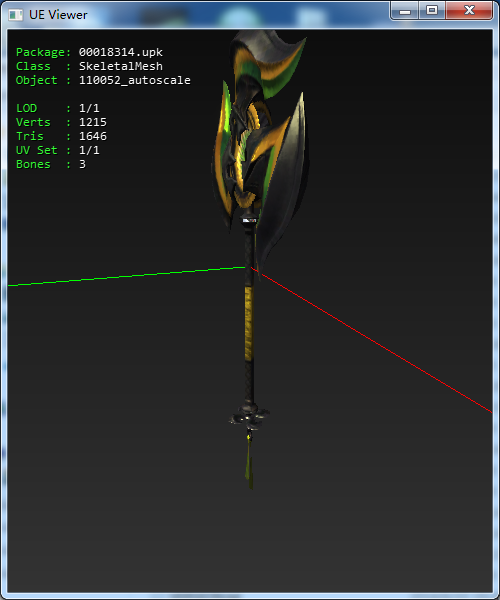 UE Viewer
Package: 00018314.upk
Class : SkeletalMesh
Object : 110052_autoscale
LOD : 1/1
Verts : 1215
Tris : 1646
UV Set : 1/1
Bones : 3